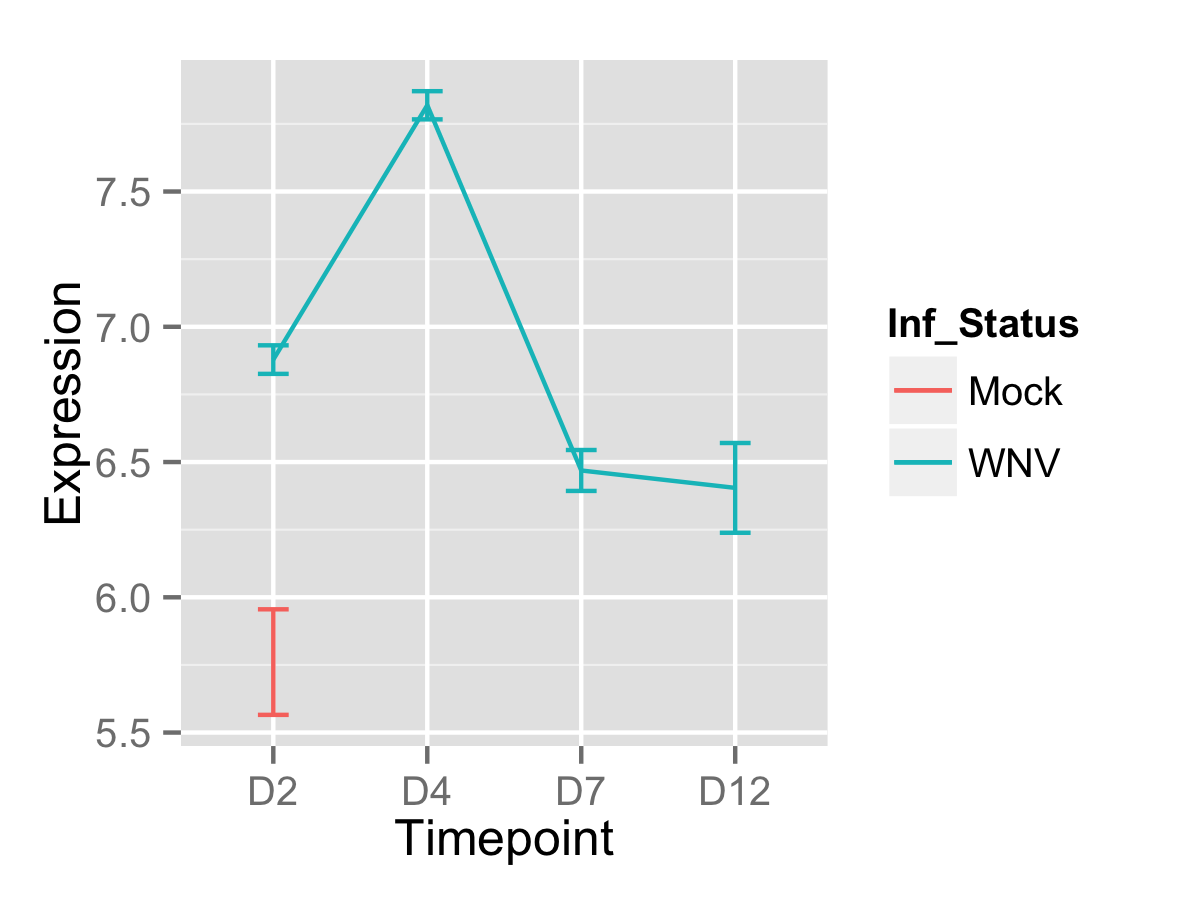 Expression
7.5
7.0
6.5
6.0
5.5
D2 D4 D7 D12
Timepoint
Inf_Status
Mock
WNV